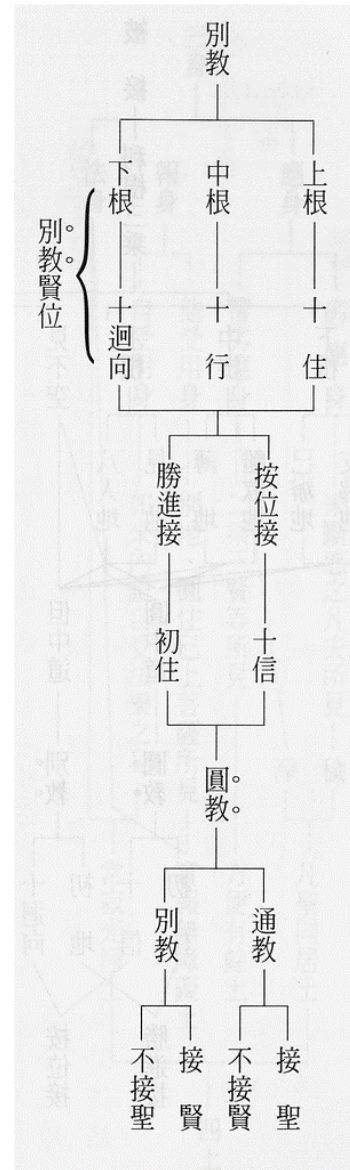 別教
上根
中根
下根
十住
十行
十迴向
別教賢位
按位接
勝進接
十信
初住
圓教
通教
別教
接聖
不接賢
接賢
不接聖